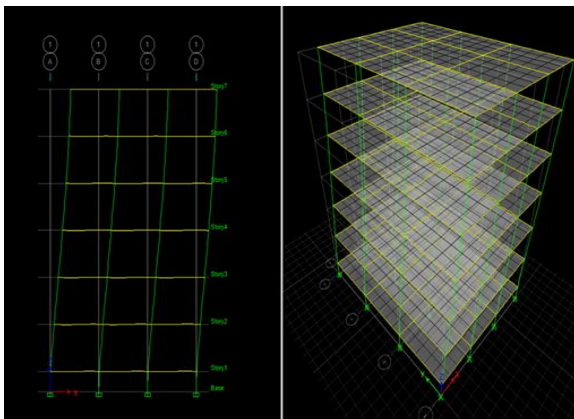 1 1 1 1
A B C D
Story7
Story6
Story5
Story4
Story3
Story2
Story1
Base
X